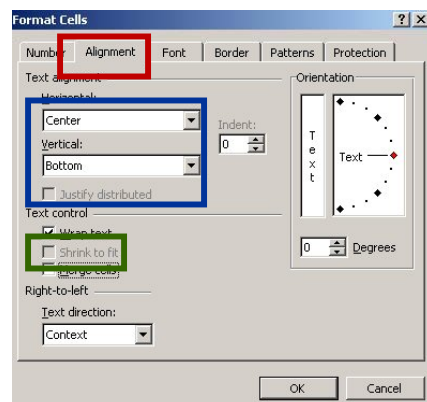 Format Cells
? X
Number Alignment Font Border Patterns Protection
Text alignment
Orientation
Horizontal:
Center
Indent:
0
Vertical:
Bottom
Justify distributed
T
e
x
t
Text
Text control
Wrap text
Shrink to fit
Merge cells
0 Degrees
Right-to-left
Text direction:
Context
OK Cancel